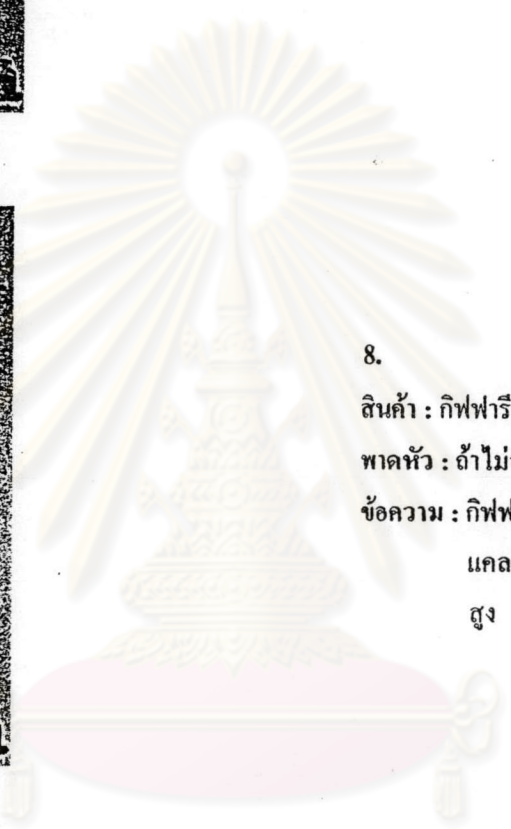 8.
สินค้า : กิฟฟารี
พาดหัว : ถ้าไม่
ข้อความ : กิฟฟ
แคล
สูง